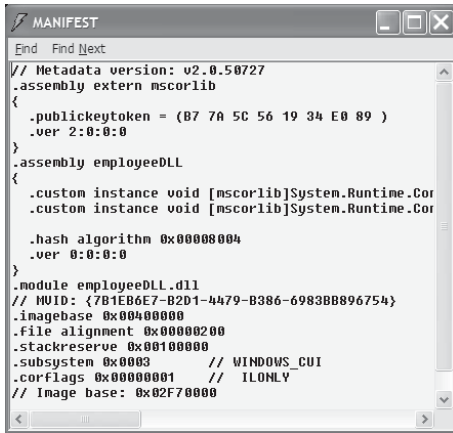 MANIFEST
Find Find Next
// Metadata version: v2.0.50727
.assembly extern mscorlib
{
  .publickeytoken = (B7 7A 5C 56 19 34 E0 89 )
  .ver 2:0:0:0
}
.assembly employeeDLL
{
  .custom instance void [mscorlib]System.Runtime.Com
  .custom instance void [mscorlib]System.Runtime.Com

  .hash algorithm 0x00008004
  .ver 0:0:0:0
}
.module employeeDLL.dll
// MVID: {7B1EB6E7-B2D1-4479-B386-6983BB896754}
.imagebase 0x00400000
.file alignment 0x00000200
.stackreserve 0x00100000
.subsystem 0x0003       // WINDOWS_CUI
.corflags 0x00000001    //  ILONLY
// Image base: 0x02F70000